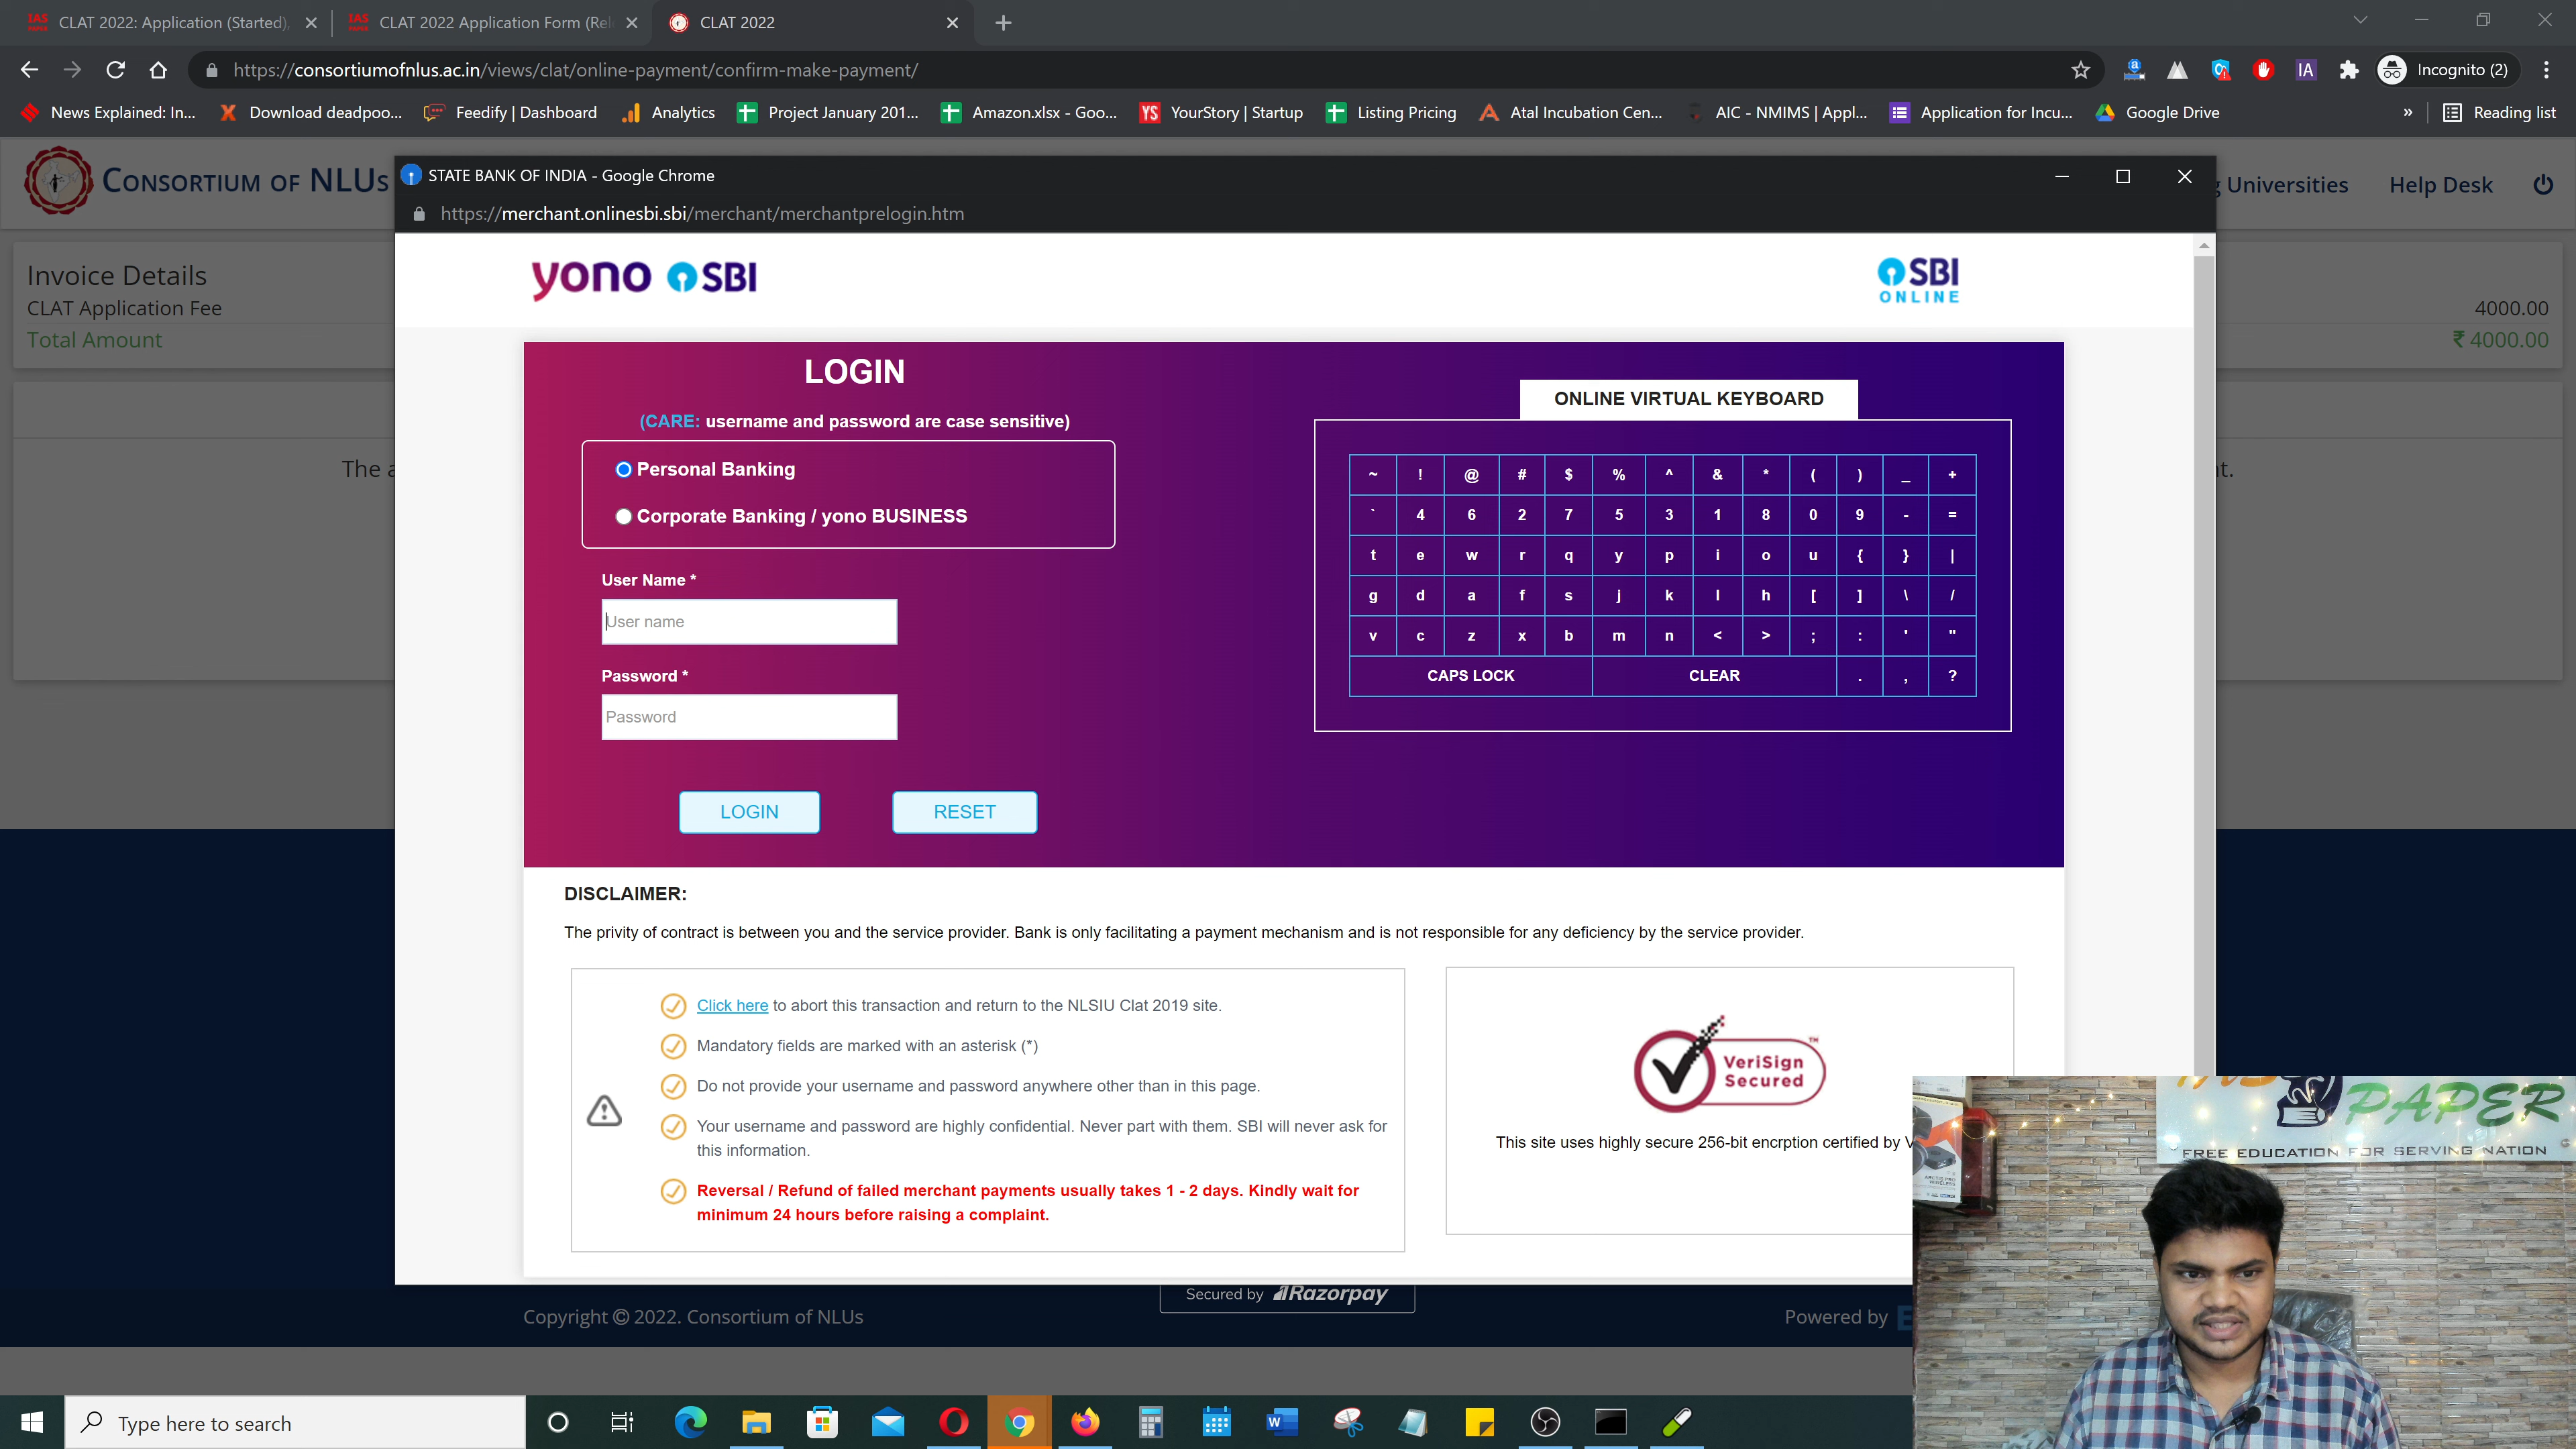 CLAT 2022: Application (Started),
CLAT 2022 Application Form (Rel
CLAT 2022
https://consortiumofnlus.ac.in/views/clat/online-payment/confirm-make-payment/
IA
Incognito (2)
News Explained: In...
Download deadpoo...
Feedify | Dashboard
Analytics
Project January 201...
Amazon.xlsx - Goo...
YS YourStory | Startup
Listing Pricing
Atal Incubation Cen...
AIC - NMIMS | Appl...
Application for Incu...
Google Drive
»
Reading list
CONSORTIUM OF NLUS
Universities
Help Desk
STATE BANK OF INDIA - Google Chrome
https://merchant.onlinesbi.sbi/merchant/merchantprelogin.htm
Invoice Details
CLAT Application Fee
4000.00
Total Amount
₹ 4000.00
The a
t.
yono SBI
SBI
ONLINE
LOGIN
(CARE: username and password are case sensitive)
Personal Banking
Corporate Banking / yono BUSINESS
User Name *
User name
Password *
Password
LOGIN
RESET
ONLINE VIRTUAL KEYBOARD
~ ! @ # $ % ^ & * ( ) _ +
` 4 6 2 7 5 3 1 8 0 9 - =
t e w r q y p i o u { } |
g d a f s j k l h [ ] \ /
v c z x b m n < > ; : ' "
CAPS LOCK CLEAR . , ?
DISCLAIMER:
The privity of contract is between you and the service provider. Bank is only facilitating a payment mechanism and is not responsible for any deficiency by the service provider.
Click here to abort this transaction and return to the NLSIU Clat 2019 site.
Mandatory fields are marked with an asterisk (*)
Do not provide your username and password anywhere other than in this page.
Your username and password are highly confidential. Never part with them. SBI will never ask for
this information.
Reversal / Refund of failed merchant payments usually takes 1 - 2 days. Kindly wait for
minimum 24 hours before raising a complaint.
VeriSign
Secured
TM
This site uses highly secure 256-bit encrption certified by V
PAPER
FREE EDUCATION FOR SERVING NATION
Secured by Razorpay
Copyright © 2022. Consortium of NLUs
Powered by
Type here to search